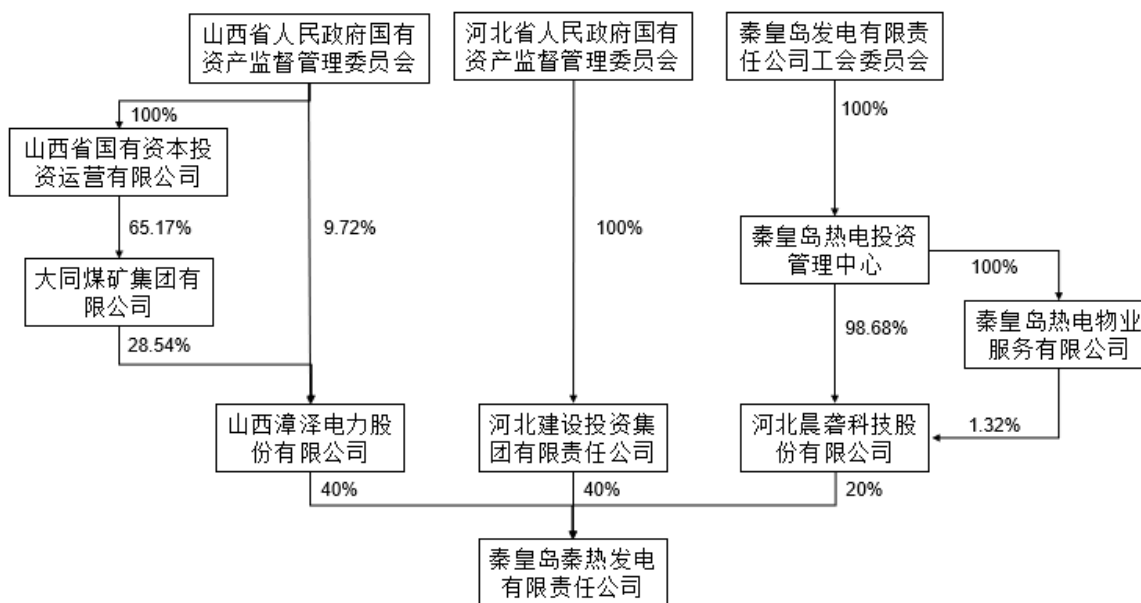 山西省人民政府国有
资产监督管理委员会
河北省人民政府国有
资产监督管理委员会
秦皇岛发电有限责
任公司工会委员会
100%
100%
山西省国有资本投
资运营有限公司
65.17%
9.72%
100%
秦皇岛热电投资
管理中心
100%
大同煤矿集团有
限公司
98.68%
秦皇岛热电物业
服务有限公司
28.54%
山西漳泽电力股
份有限公司
河北建设投资集
团有限责任公司
河北晨砻科技股
份有限公司
1.32%
40%
40%
20%
秦皇岛秦热发电
有限责任公司